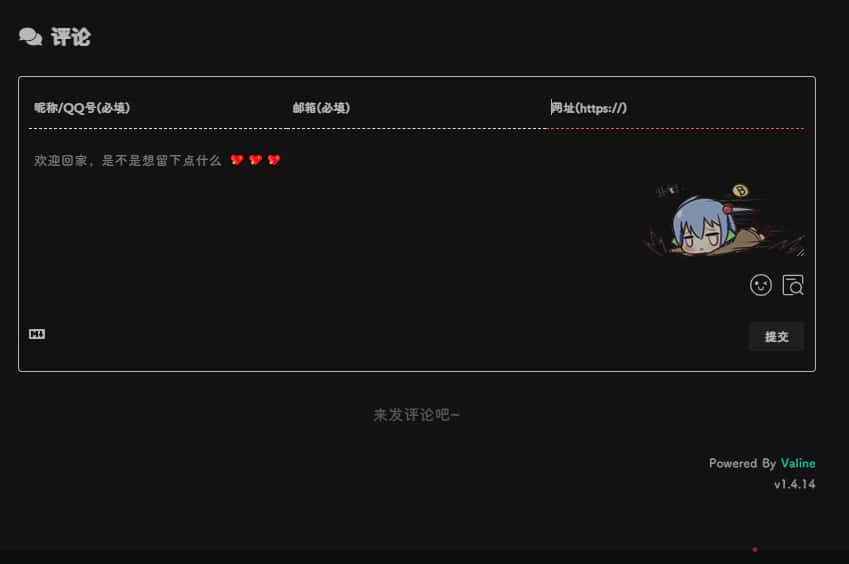 评论
昵称/QQ号(必填) 邮箱(必填) 网址(https://)
欢迎回家，是不是想留下点什么 💖 💖 💖
B
M↓
提交
来发评论吧~
Powered By Valine
v1.4.14